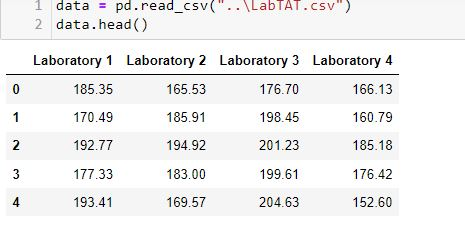 1 data = pd.read_csv("..\LabTAT.csv")
2 data.head()
Laboratory 1 Laboratory 2 Laboratory 3 Laboratory 4
0 185.35 165.53 176.70 166.13
1 170.49 185.91 198.45 160.79
2 192.77 194.92 201.23 185.18
3 177.33 183.00 199.61 176.42
4 193.41 169.57 204.63 152.60